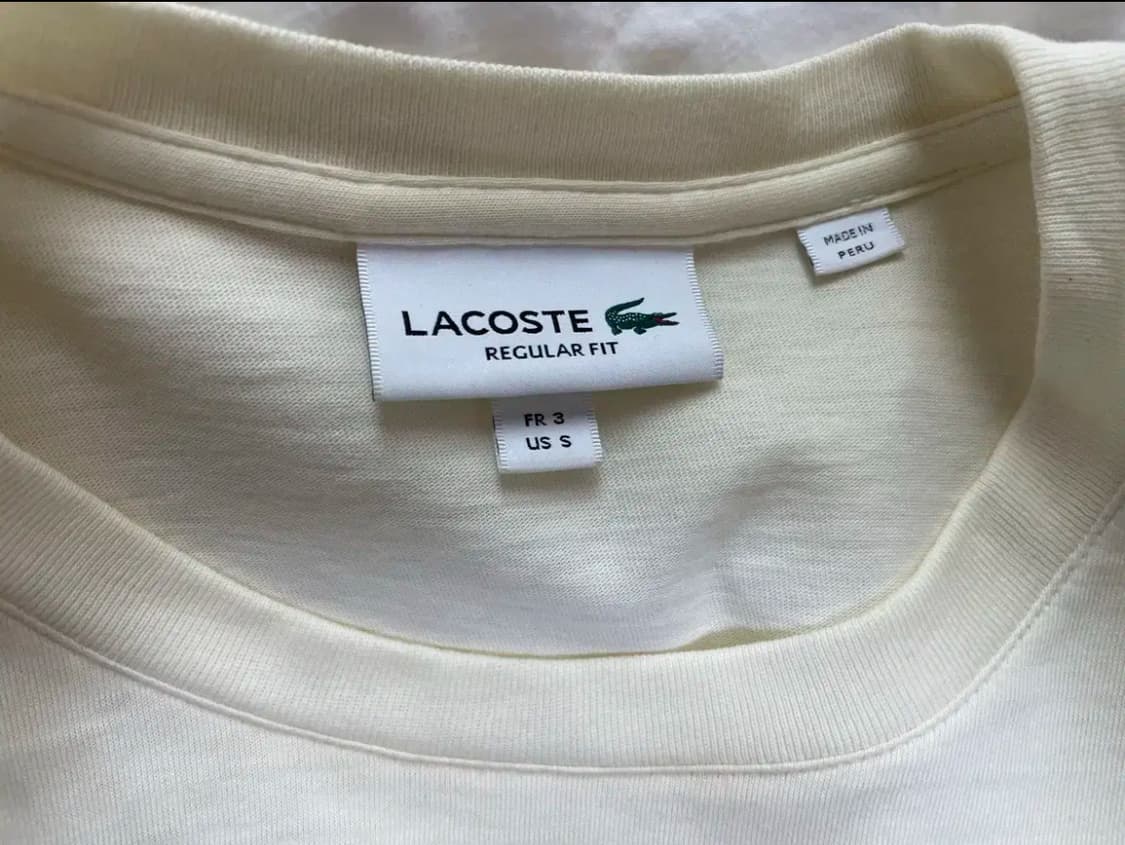 LACOSTE
REGULAR FIT
FR 3
US S
MADE IN
PERU